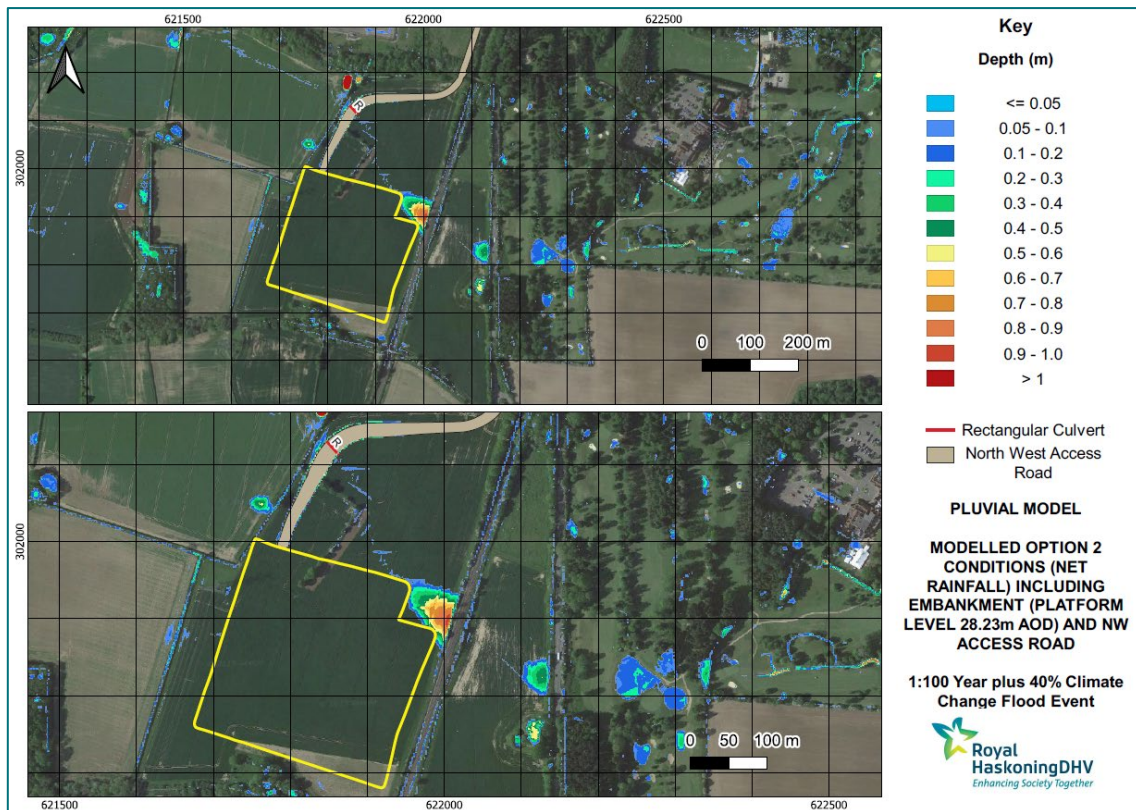 621500 622000 622500
302000
R
0 100 200 m
302000
R
0 50 100 m
621500 622000 622500
Key
Depth (m)
<= 0.05
0.05 - 0.1
0.1 - 0.2
0.2 - 0.3
0.3 - 0.4
0.4 - 0.5
0.5 - 0.6
0.6 - 0.7
0.7 - 0.8
0.8 - 0.9
0.9 - 1.0
> 1
Rectangular Culvert
North West Access
Road
PLUVIAL MODEL
MODELLED OPTION 2
CONDITIONS (NET
RAINFALL) INCLUDING
EMBANKMENT (PLATFORM
LEVEL 28.23m AOD) AND NW
ACCESS ROAD
1:100 Year plus 40% Climate
Change Flood Event
Royal
HaskoningDHV
Enhancing Society Together